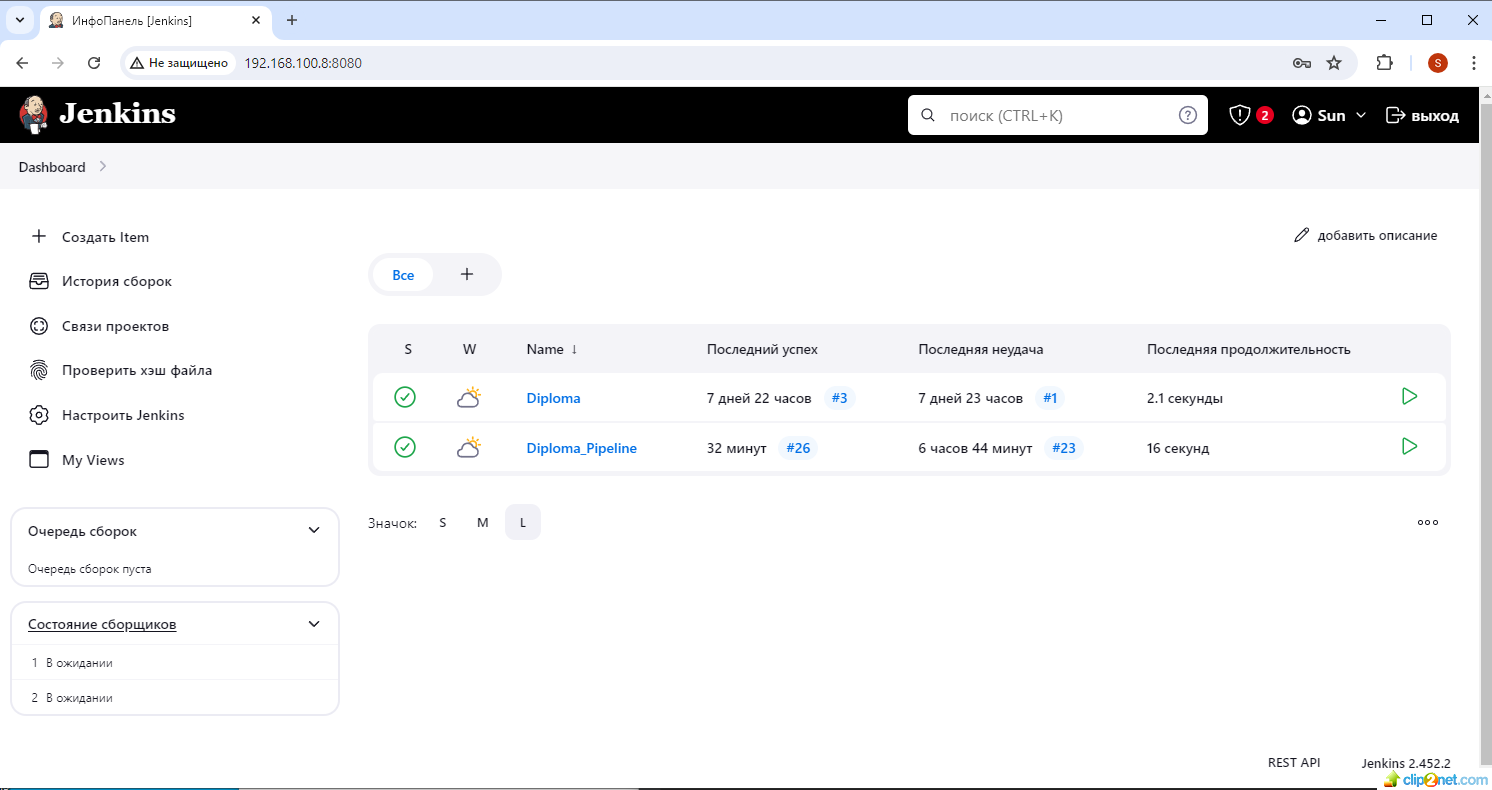 ИнфоПанель [Jenkins]
Не защищено 192.168.100.8:8080 S
Jenkins поиск (CTRL+K) 2 Sun выход
Dashboard
Создать Item
История сборок
Связи проектов
Проверить хэш файла
Настроить Jenkins
My Views
Очередь сборок
Очередь сборок пуста
Состояние сборщиков
1 В ожидании
2 В ожидании
добавить описание
Все +
S W Name ↓ Последний успех Последняя неудача Последняя продолжительность
Diploma 7 дней 22 часов #3 7 дней 23 часов #1 2.1 секунды
Diploma_Pipeline 32 минут #26 6 часов 44 минут #23 16 секунд
Значок: S M L
REST API Jenkins 2.452.2
clip2net.com